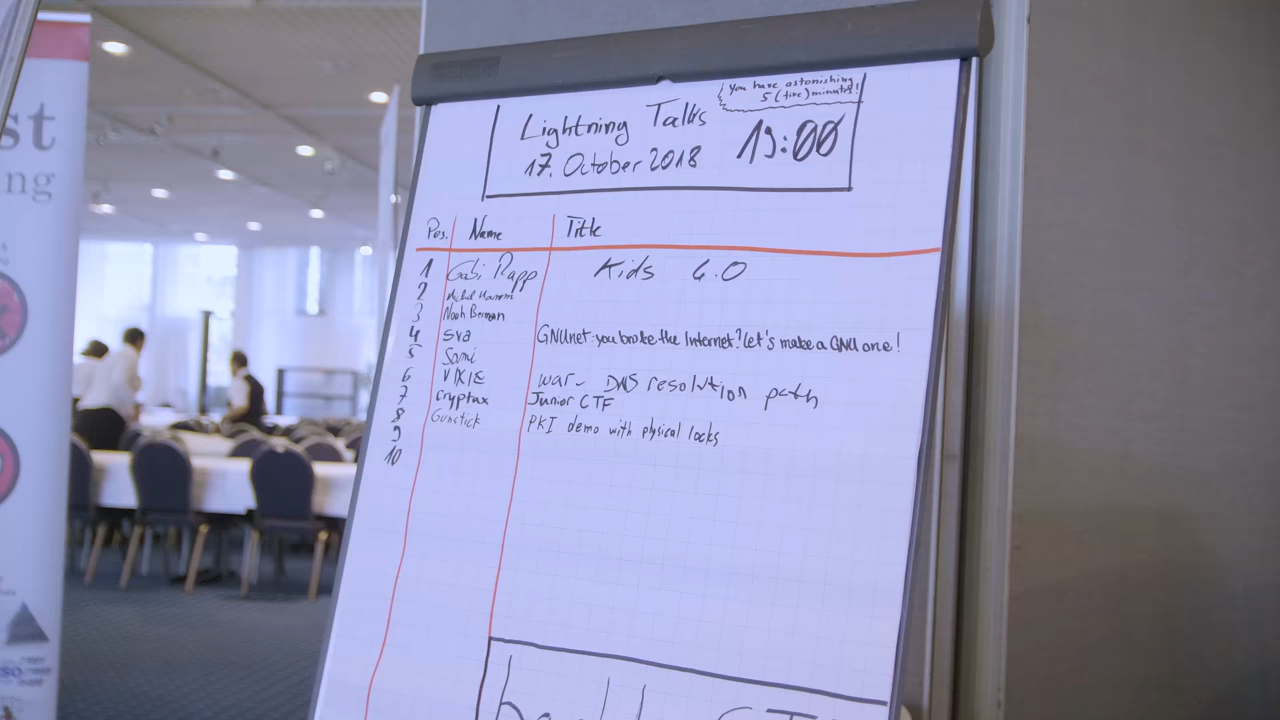 st
ng
You have astonishing
5 (five) minutes!
Lightning Talks
19:00
17. October 2018
Pos. Name Title
1 Gabi Rapp Kids 4.0
2
3 Noah Berman
4 sva GNUnet: you broke the Internet? Let's make a GNU one!
5 Sami
6 VIXIE war- DNS resolution path
7 cryptax Junior CTF
8 Gunstick PKI demo with physical locks
9
10